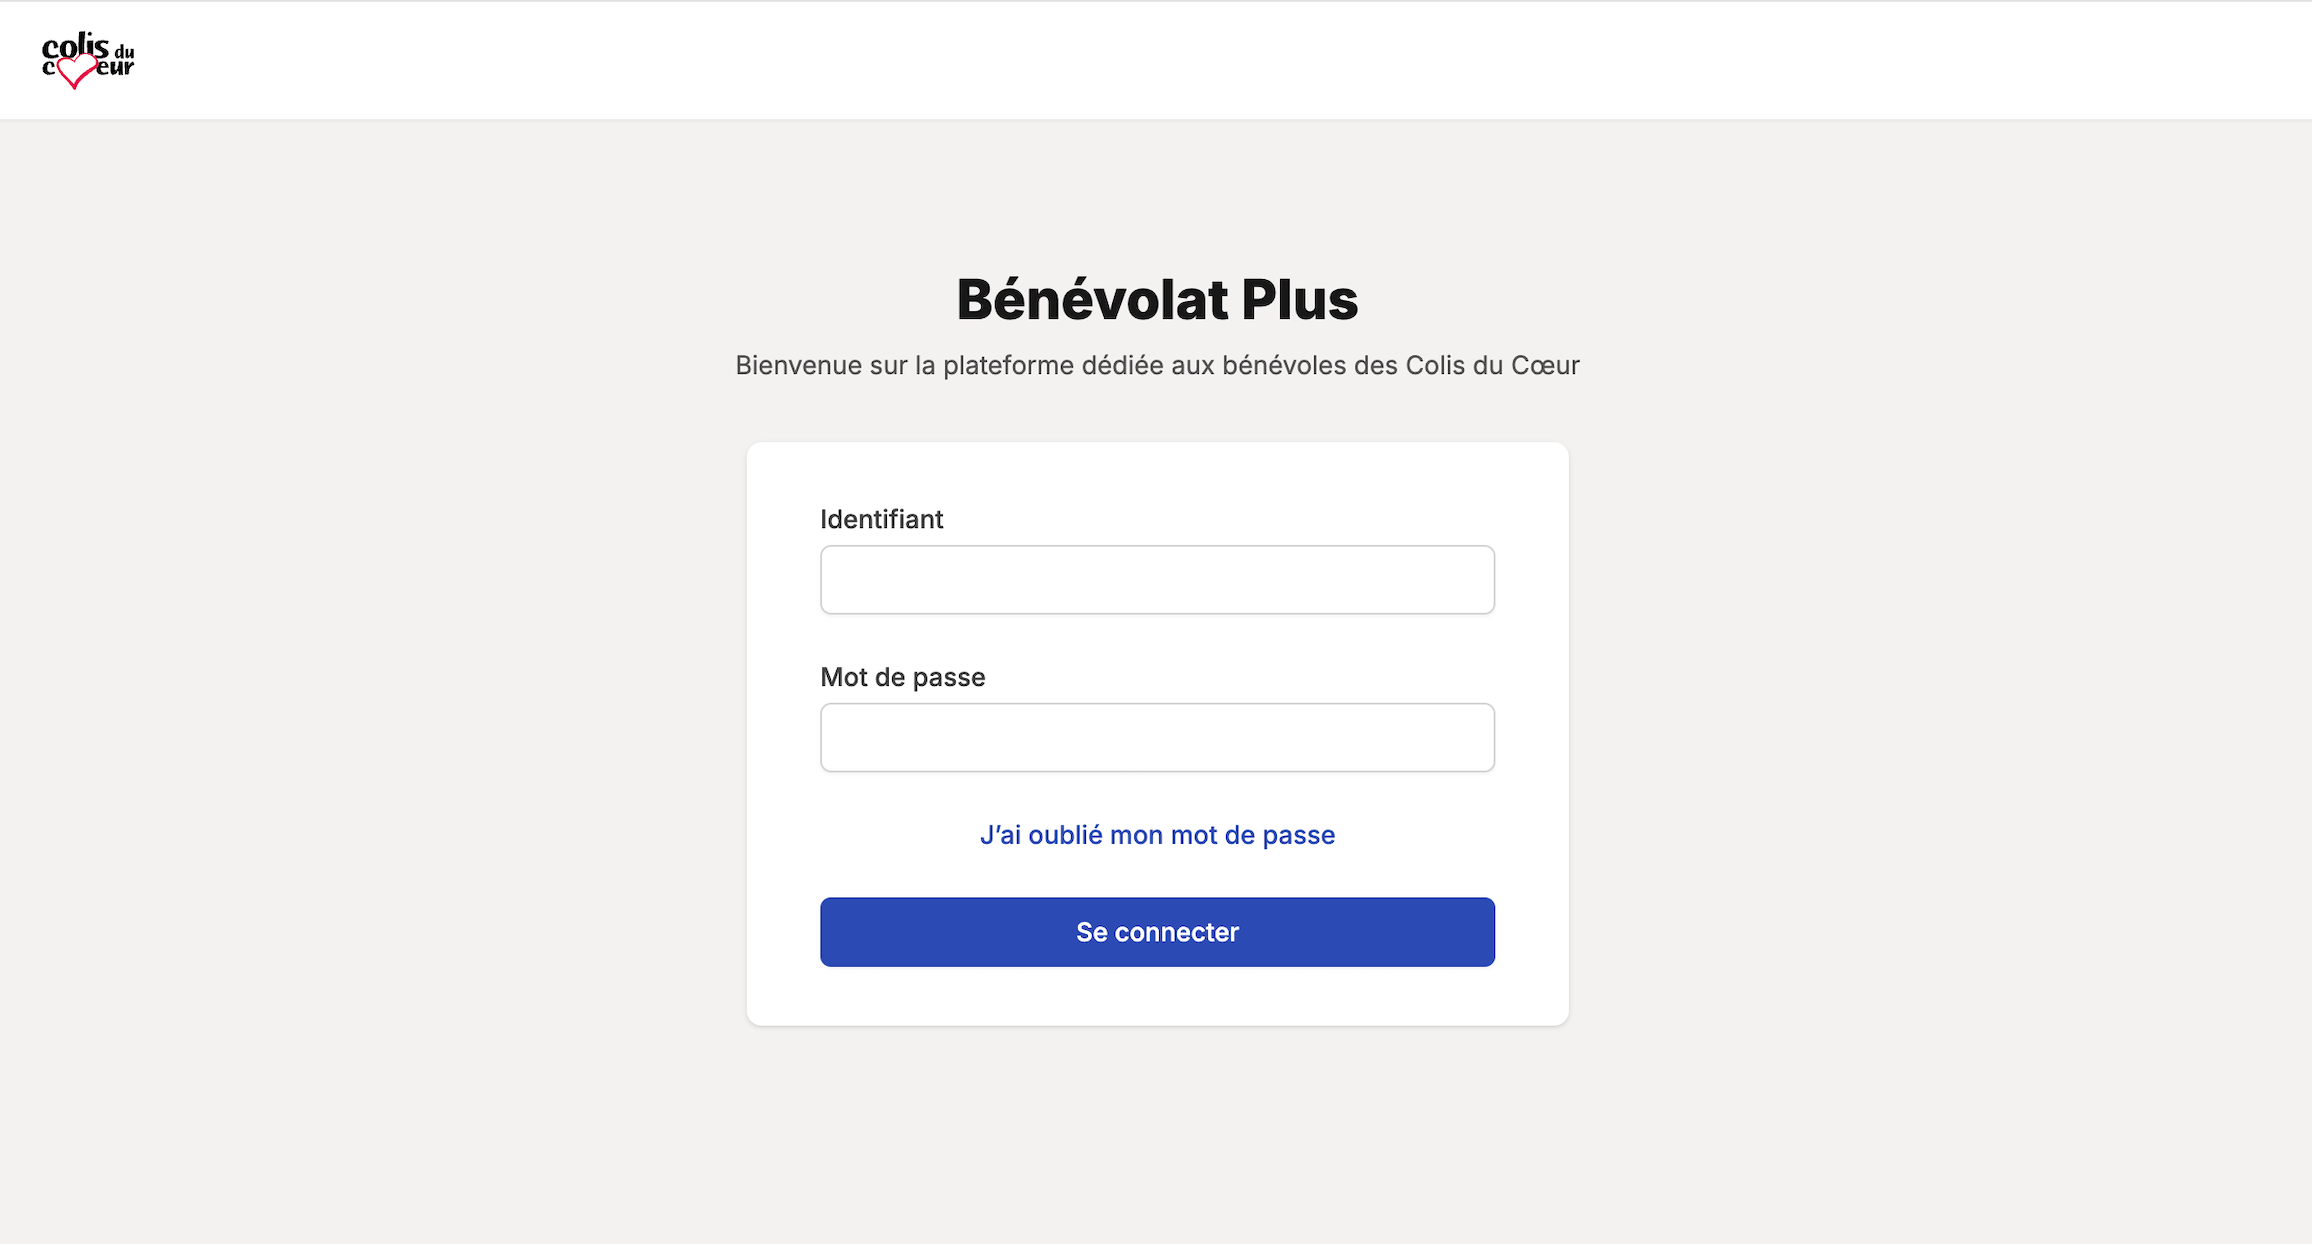 colis du
cœur
Bénévolat Plus
Bienvenue sur la plateforme dédiée aux bénévoles des Colis du Cœur
Identifiant
Mot de passe
J’ai oublié mon mot de passe
Se connecter